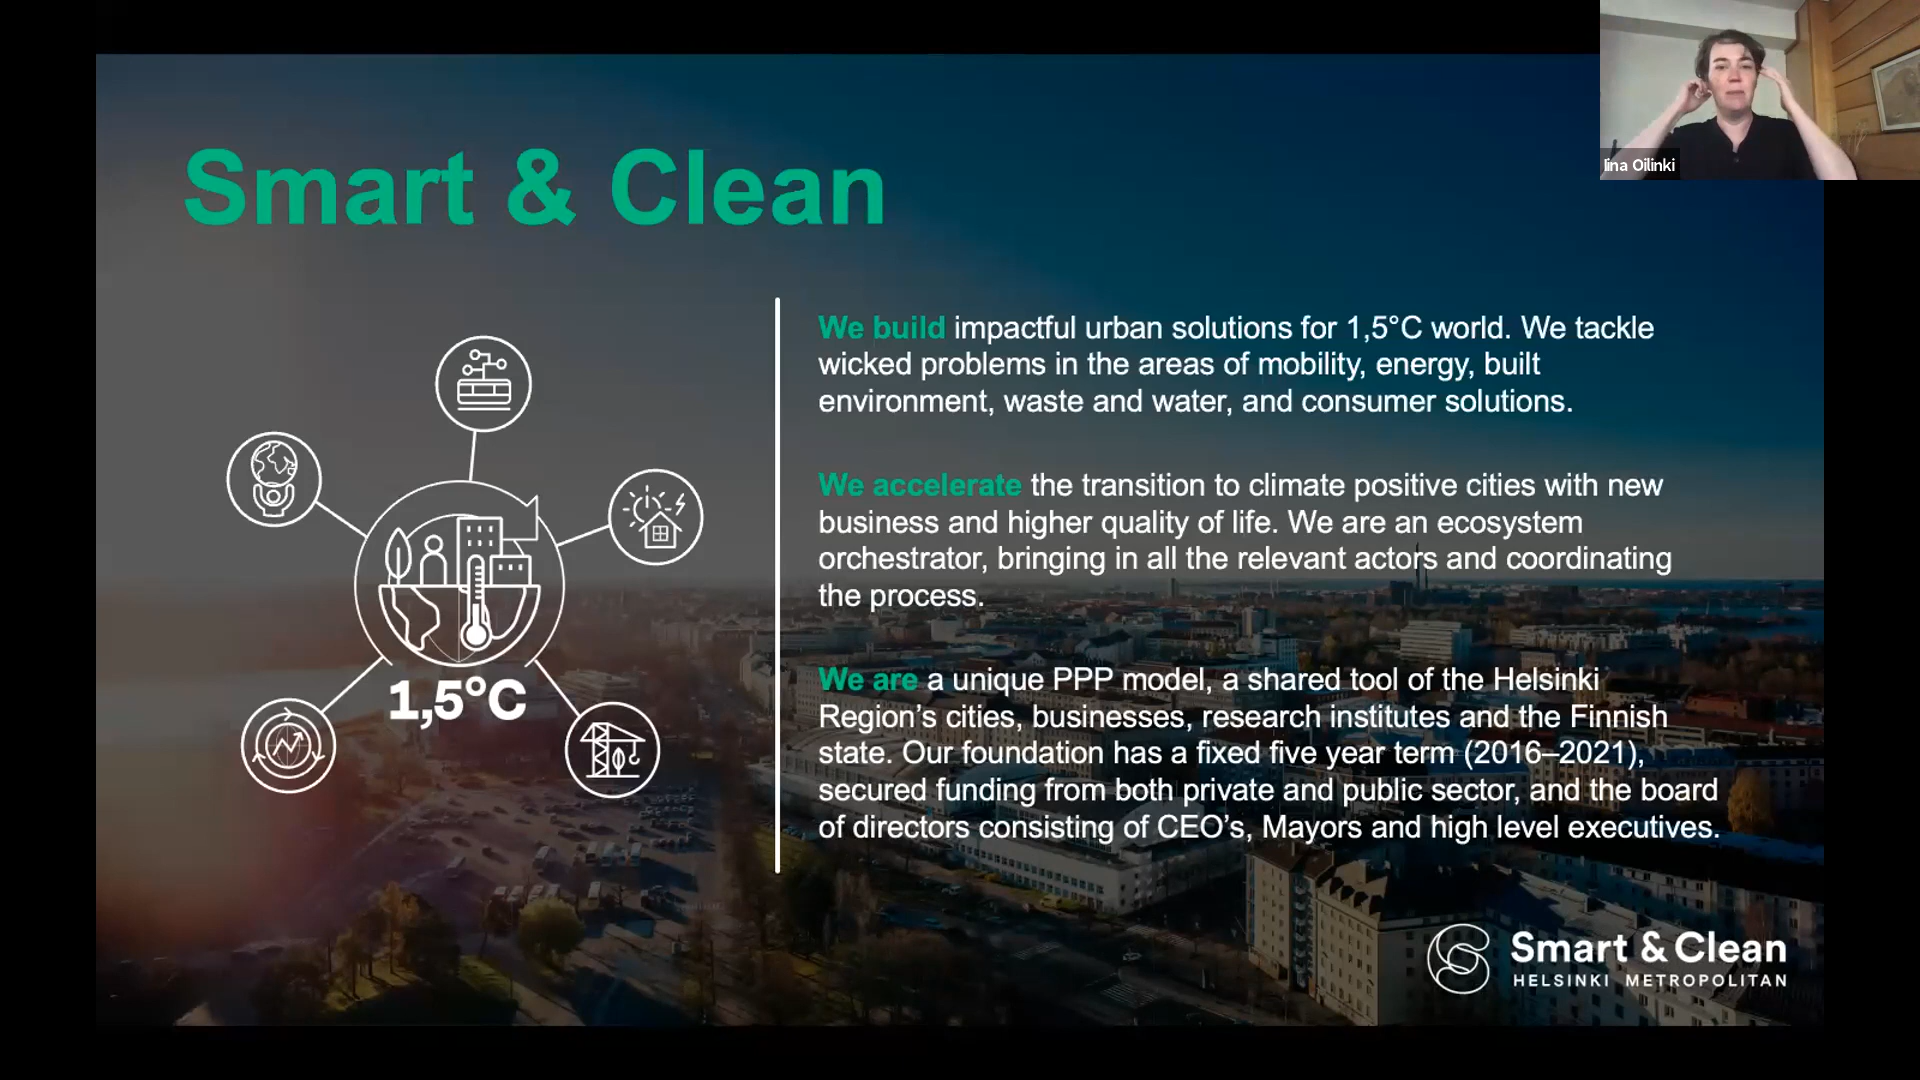 Iina Oilinki
Smart & Clean
1,5°C
We build impactful urban solutions for 1,5°C world. We tackle
wicked problems in the areas of mobility, energy, built
environment, waste and water, and consumer solutions.
We accelerate the transition to climate positive cities with new
business and higher quality of life. We are an ecosystem
orchestrator, bringing in all the relevant actors and coordinating
the process.
We are a unique PPP model, a shared tool of the Helsinki
Region’s cities, businesses, research institutes and the Finnish
state. Our foundation has a fixed five year term (2016–2021),
secured funding from both private and public sector, and the board
of directors consisting of CEO’s, Mayors and high level executives.
Smart & Clean
HELSINKI METROPOLITAN